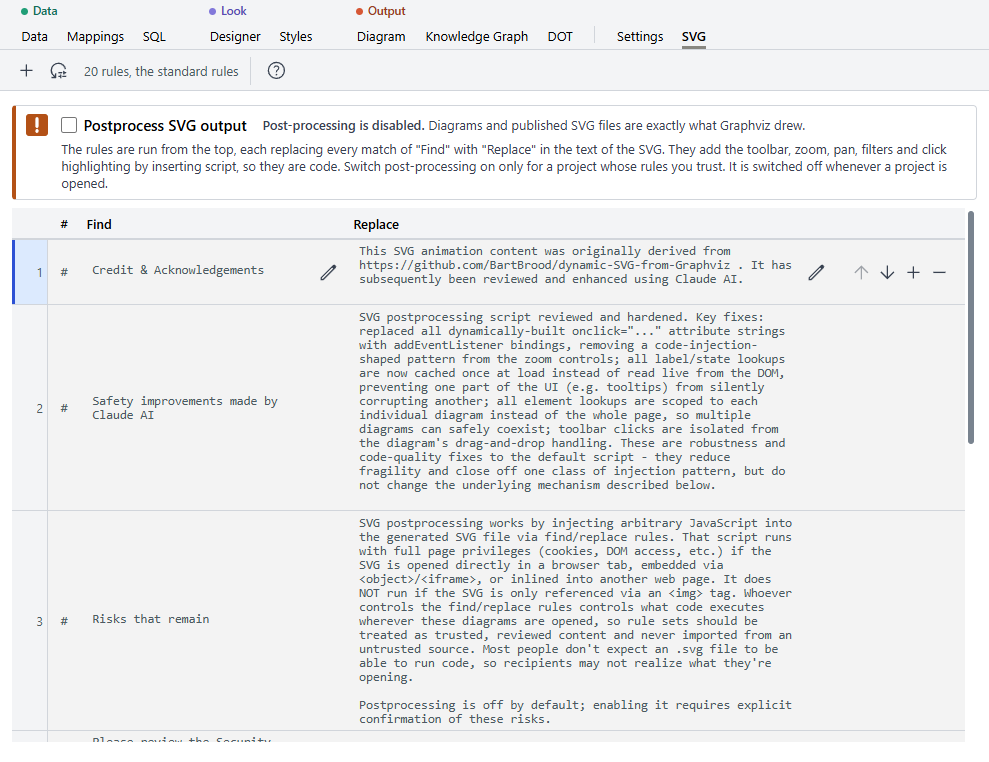 Data Look Output
Data Mappings SQL Designer Styles Diagram Knowledge Graph DOT Settings SVG
20 rules, the standard rules
Postprocess SVG output Post-processing is disabled. Diagrams and published SVG files are exactly what Graphviz drew.
The rules are run from the top, each replacing every match of "Find" with "Replace" in the text of the SVG. They add the toolbar, zoom, pan, filters and click
highlighting by inserting script, so they are code. Switch post-processing on only for a project whose rules you trust. It is switched off whenever a project is
opened.
# Find Replace
1 # Credit & Acknowledgements
This SVG animation content was originally derived from
https://github.com/BartBrood/dynamic-SVG-from-Graphviz . It has
subsequently been reviewed and enhanced using Claude AI.
2 # Safety improvements made by
Claude AI
SVG postprocessing script reviewed and hardened. Key fixes:
replaced all dynamically-built onclick="..." attribute strings
with addEventListener bindings, removing a code-injection-
shaped pattern from the zoom controls; all label/state lookups
are now cached once at load instead of read live from the DOM,
preventing one part of the UI (e.g. tooltips) from silently
corrupting another; all element lookups are scoped to each
individual diagram instead of the whole page, so multiple
diagrams can safely coexist; toolbar clicks are isolated from
the diagram's drag-and-drop handling. These are robustness and
code-quality fixes to the default script - they reduce
fragility and close off one class of injection pattern, but do
not change the underlying mechanism described below.
3 # Risks that remain
SVG postprocessing works by injecting arbitrary JavaScript into
the generated SVG file via find/replace rules. That script runs
with full page privileges (cookies, DOM access, etc.) if the
SVG is opened directly in a browser tab, embedded via
<object>/<iframe>, or inlined into another web page. It does
NOT run if the SVG is only referenced via an <img> tag. Whoever
controls the find/replace rules controls what code executes
wherever these diagrams are opened, so rule sets should be
treated as trusted, reviewed content and never imported from an
untrusted source. Most people don't expect an .svg file to be
able to run code, so recipients may not realize what they're
opening.
Postprocessing is off by default; enabling it requires explicit
confirmation of these risks.
Please review the Security